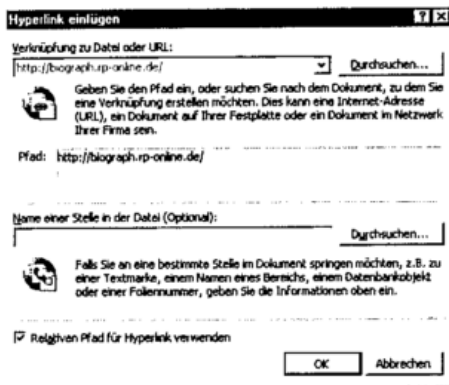 Hyperlink einfügen
Verknüpfung zu Datei oder URL:
http://biograph.rp-online.de/
Durchsuchen...
Geben Sie den Pfad ein, oder suchen Sie nach dem Dokument, zu dem Sie
eine Verknüpfung erstellen möchten. Dies kann eine Internet-Adresse
(URL), ein Dokument auf Ihrer Festplatte oder ein Dokument im Netzwerk
Ihrer Firma sein.
Pfad: http://biograph.rp-online.de/
Name einer Stelle in der Datei (Optional):
Durchsuchen...
Falls Sie an eine bestimmte Stelle im Dokument springen möchten, z.B. zu
einer Textmarke, einem Namen eines Bereichs, einem Datenbankobjekt
oder einer Foliennummer, geben Sie die Informationen oben ein.
Relativen Pfad für Hyperlink verwenden
OK Abbrechen